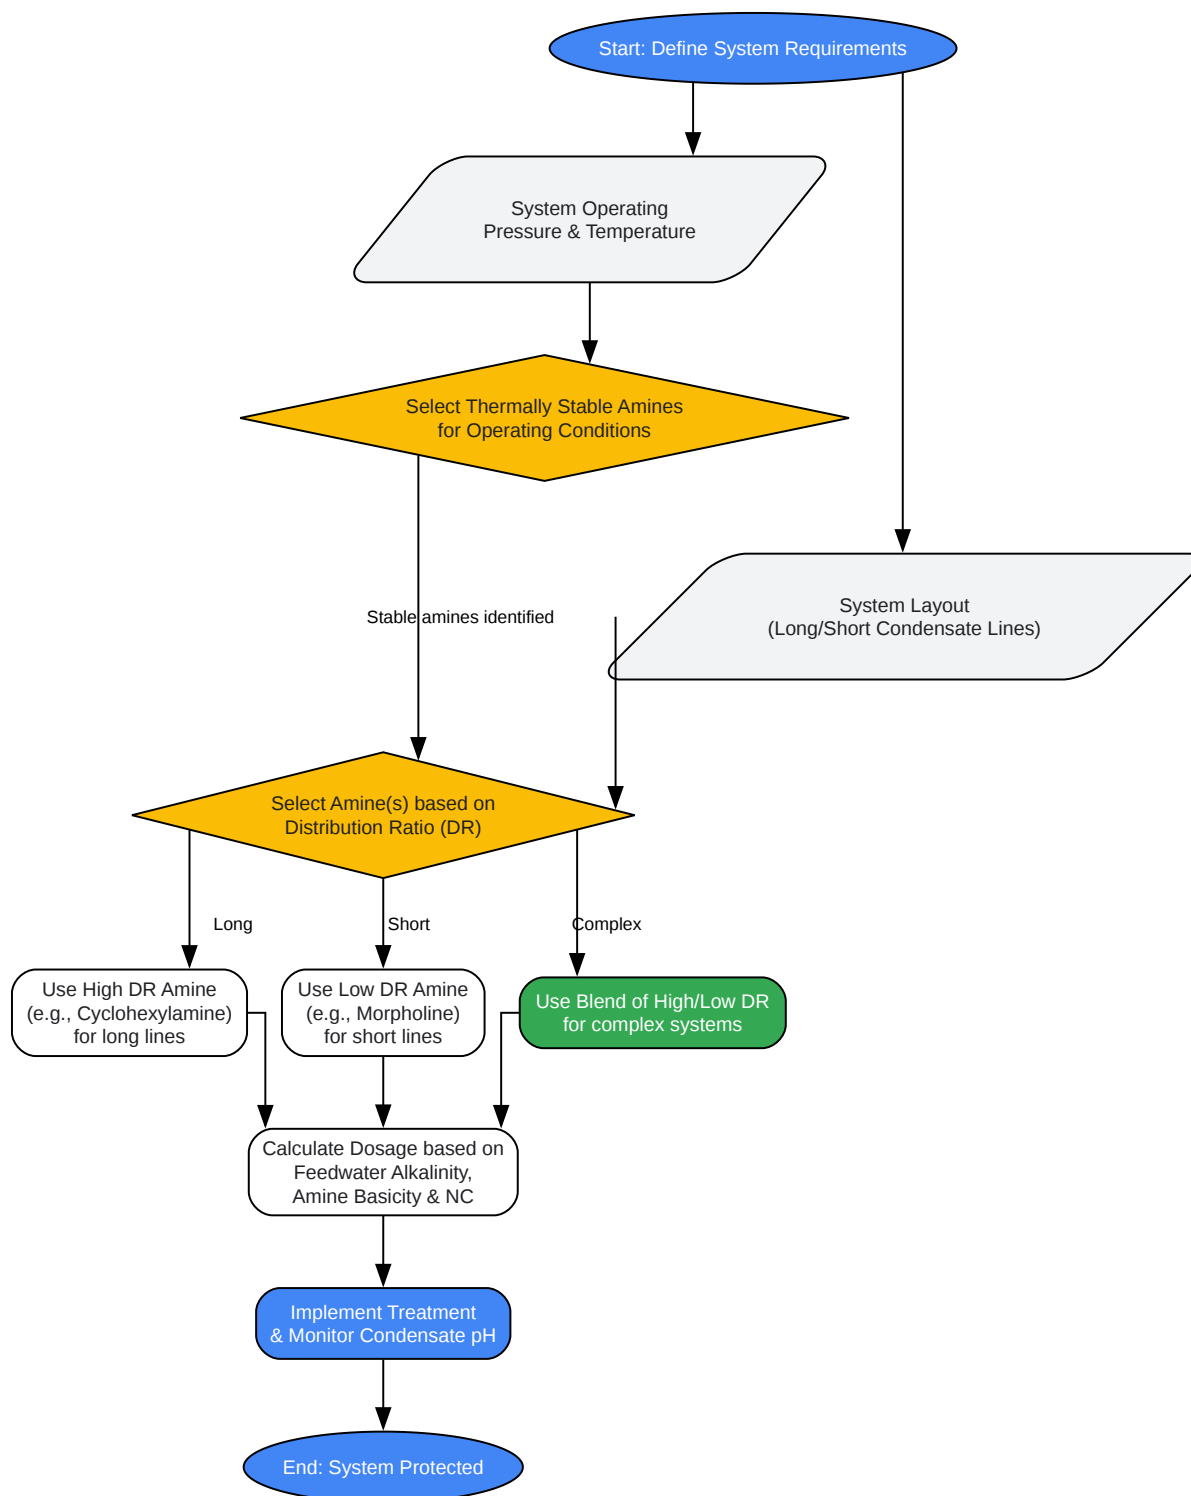 Start: Define System Requirements
System Operating
Pressure & Temperature
Select Thermally Stable Amines
for Operating Conditions
Stable amines identified
System Layout
(Long/Short Condensate Lines)
Select Amine(s) based on
Distribution Ratio (DR)
Long
Short
Complex
Use High DR Amine
(e.g., Cyclohexylamine)
for long lines
Use Low DR Amine
(e.g., Morpholine)
for short lines
Use Blend of High/Low DR
for complex systems
Calculate Dosage based on
Feedwater Alkalinity,
Amine Basicity & NC
Implement Treatment
& Monitor Condensate pH
End: System Protected